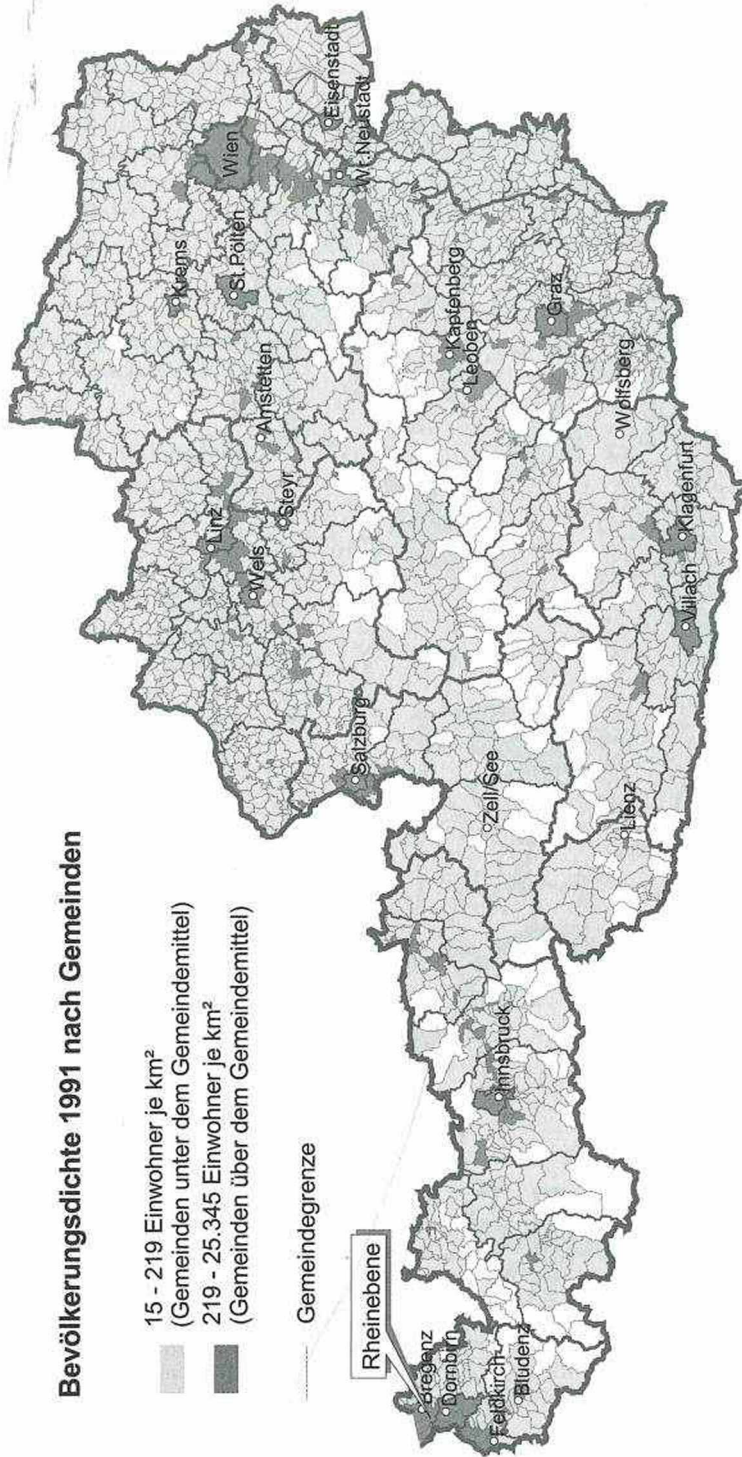 Bevölkerungsdichte 1991 nach Gemeinden
15 - 219 Einwohner je km²
(Gemeinden unter dem Gemeindemittel)
219 - 25.345 Einwohner je km²
(Gemeinden über dem Gemeindemittel)
Gemeindegrenze
Rheinebene
Bregenz
Dornbirn
Feldkirch
Bludenz
Innsbruck
Zell/See
Lienz
Salzburg
Linz
Wels
Steyr
Amstetten
Krems
St.Pölten
Wien
Eisenstadt
Wr.Neustadt
Kapfenberg
Leoben
Graz
Wolfsberg
Klagenfurt
Villach